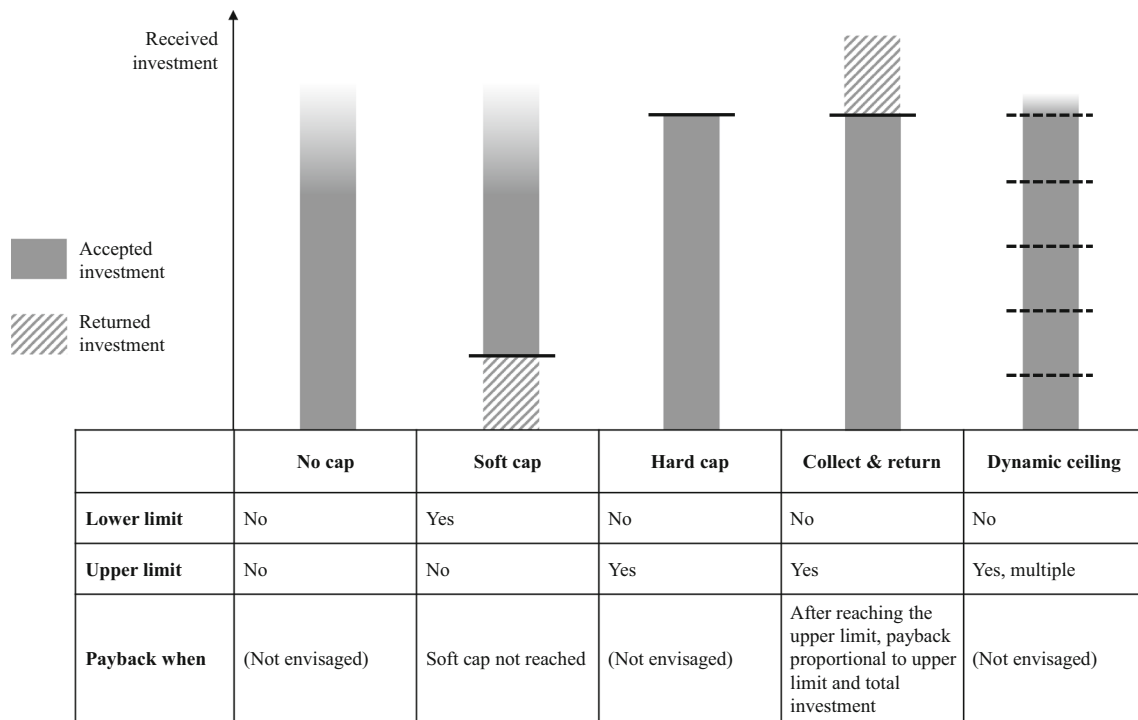 Received
investment
Accepted
investment
Returned
investment
No cap
Soft cap
Hard cap
Collect & return
Dynamic ceiling
Lower limit
No
Yes
No
No
No
Upper limit
No
No
Yes
Yes
Yes, multiple
Payback when
(Not envisaged)
Soft cap not reached
(Not envisaged)
After reaching the
upper limit, payback
proportional to upper
limit and total
investment
(Not envisaged)